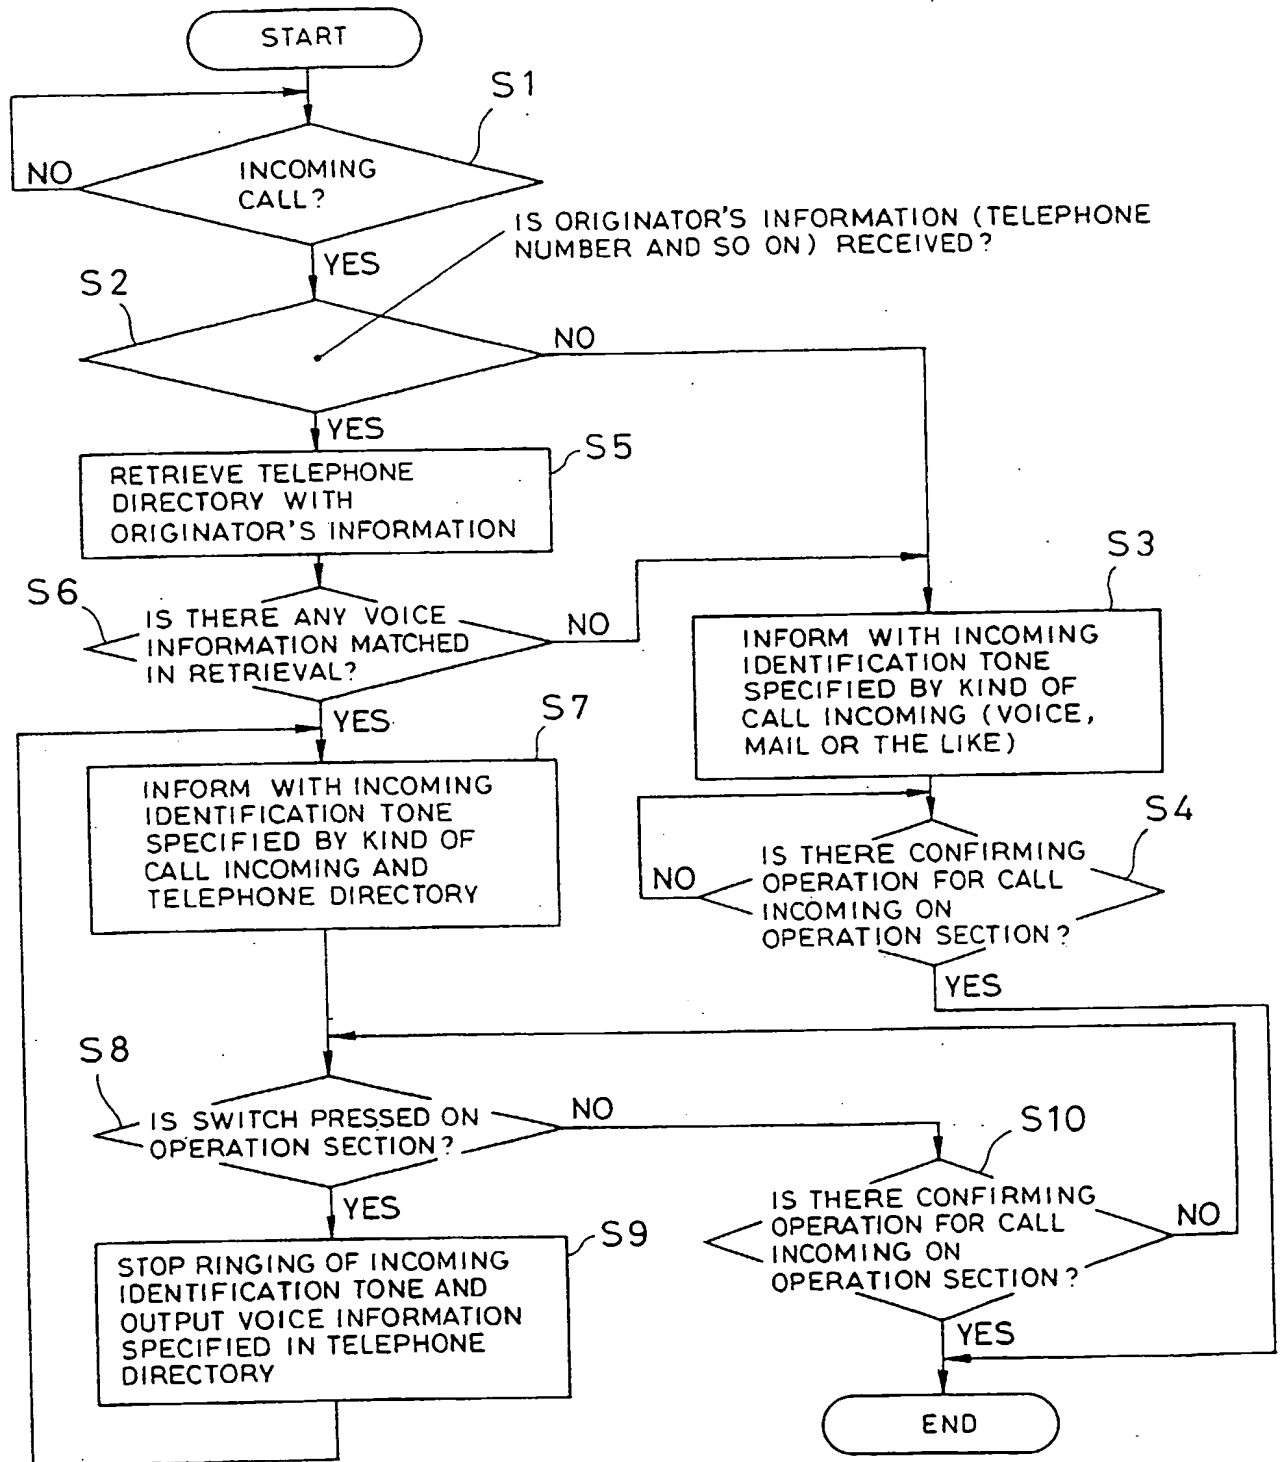 START
S1
NO
INCOMING
CALL?
IS ORIGINATOR'S INFORMATION (TELEPHONE
NUMBER AND SO ON) RECEIVED?
YES
S2
NO
YES
S5
RETRIEVE TELEPHONE
DIRECTORY WITH
ORIGINATOR'S INFORMATION
S3
S6
IS THERE ANY VOICE
INFORMATION MATCHED
IN RETRIEVAL?
NO
INFORM WITH INCOMING
IDENTIFICATION TONE
SPECIFIED BY KIND OF
CALL INCOMING (VOICE,
MAIL OR THE LIKE)
YES
S7
INFORM WITH INCOMING
IDENTIFICATION TONE
SPECIFIED BY KIND OF
CALL INCOMING AND
TELEPHONE DIRECTORY
S4
IS THERE CONFIRMING
OPERATION FOR CALL
INCOMING ON
OPERATION SECTION?
NO
YES
S8
IS SWITCH PRESSED ON
OPERATION SECTION?
NO
S10
IS THERE CONFIRMING
OPERATION FOR CALL
INCOMING ON
OPERATION SECTION?
NO
YES
S9
STOP RINGING OF INCOMING
IDENTIFICATION TONE AND
OUTPUT VOICE INFORMATION
SPECIFIED IN TELEPHONE
DIRECTORY
YES
END